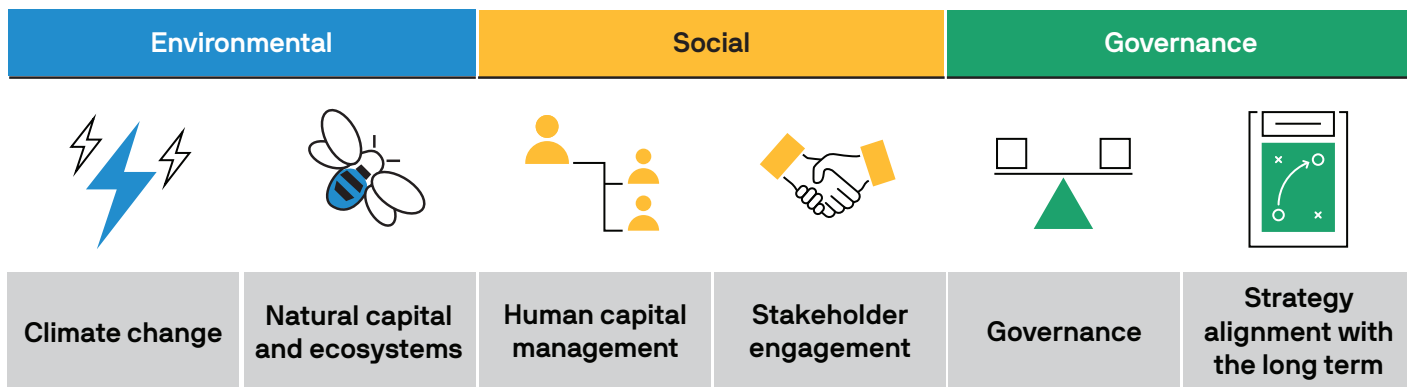 Environmental
Social
Governance
Climate change
Natural capital
and ecosystems
Human capital
management
Stakeholder
engagement
Governance
Strategy
alignment with
the long term